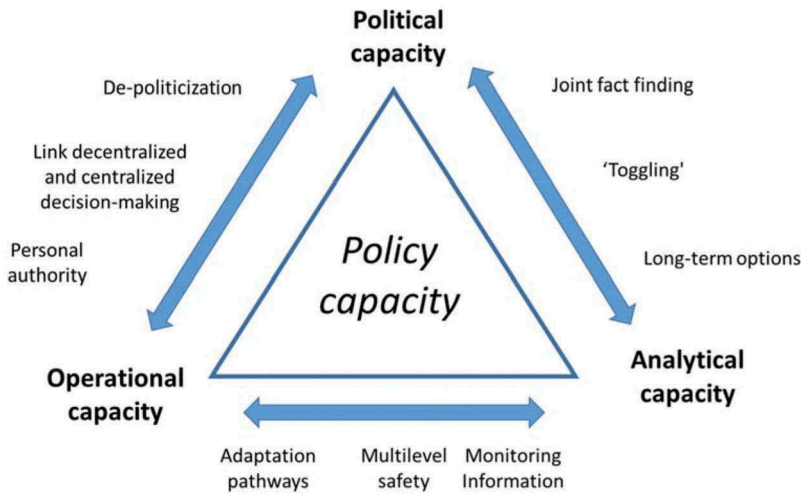 Political
capacity
De-politicization
Joint fact finding
Link decentralized
and centralized
decision-making
‘Toggling'
Personal
authority
Long-term options
Policy
capacity
Operational
capacity
Analytical
capacity
Adaptation
pathways
Multilevel
safety
Monitoring
Information